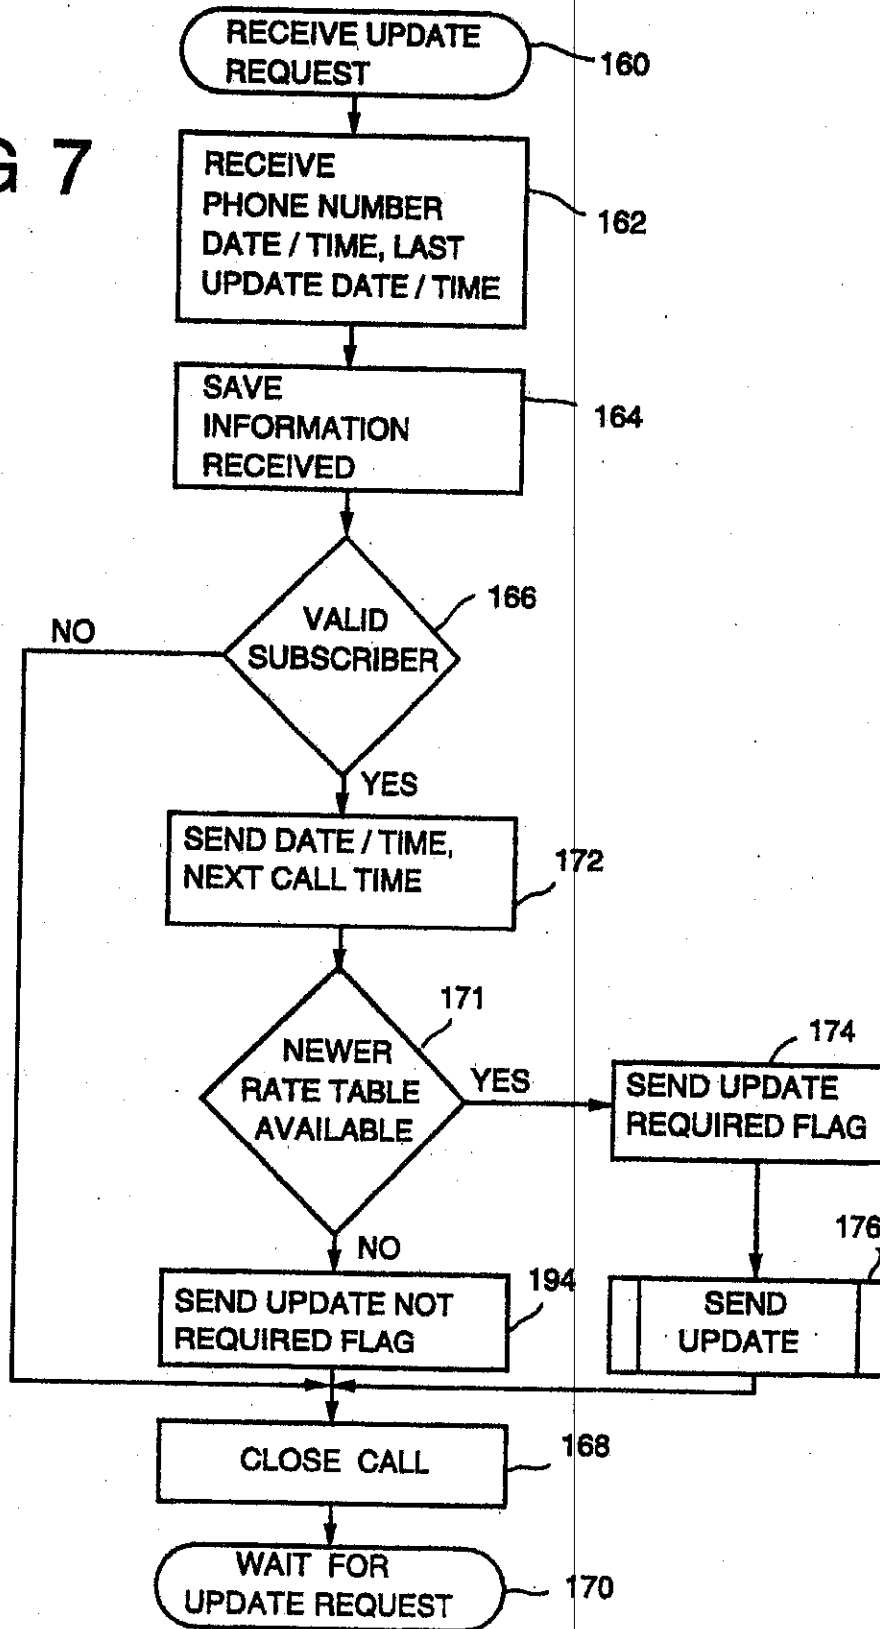 RECEIVE UPDATE
REQUEST
160
G 7
RECEIVE
PHONE NUMBER
DATE / TIME, LAST
UPDATE DATE / TIME
162
SAVE
INFORMATION
RECEIVED
164
VALID
SUBSCRIBER
166
NO
YES
SEND DATE / TIME,
NEXT CALL TIME
172
NEWER
RATE TABLE
AVAILABLE
171
YES
174
SEND UPDATE
REQUIRED FLAG
NO
176
SEND
UPDATE
SEND UPDATE NOT
REQUIRED FLAG
194
CLOSE CALL
168
WAIT FOR
UPDATE REQUEST
170